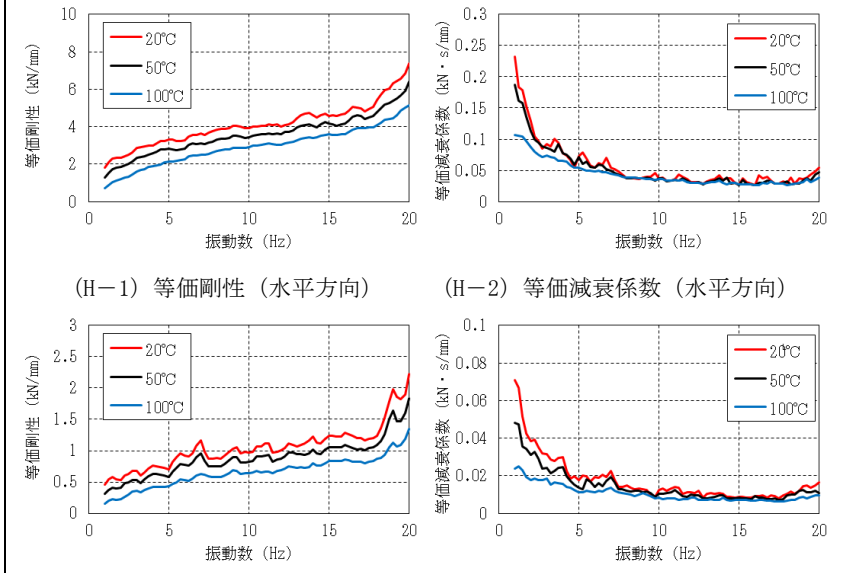 等価剛性 (kN/mm)
10
8
6
4
2
0
20℃
50℃
100℃
0 5 10 15 20
振動数 (Hz)
等価減衰係数 (kN・s/mm)
0.3
0.25
0.2
0.15
0.1
0.05
0
20℃
50℃
100℃
0 5 10 15 20
振動数 (Hz)
(H－1) 等価剛性 (水平方向)
(H－2) 等価減衰係数 (水平方向)
等価剛性 (kN/mm)
3
2.5
2
1.5
1
0.5
0
20℃
50℃
100℃
0 5 10 15 20
振動数 (Hz)
等価減衰係数 (kN・s/mm)
0.1
0.08
0.06
0.04
0.02
0
20℃
50℃
100℃
0 5 10 15 20
振動数 (Hz)